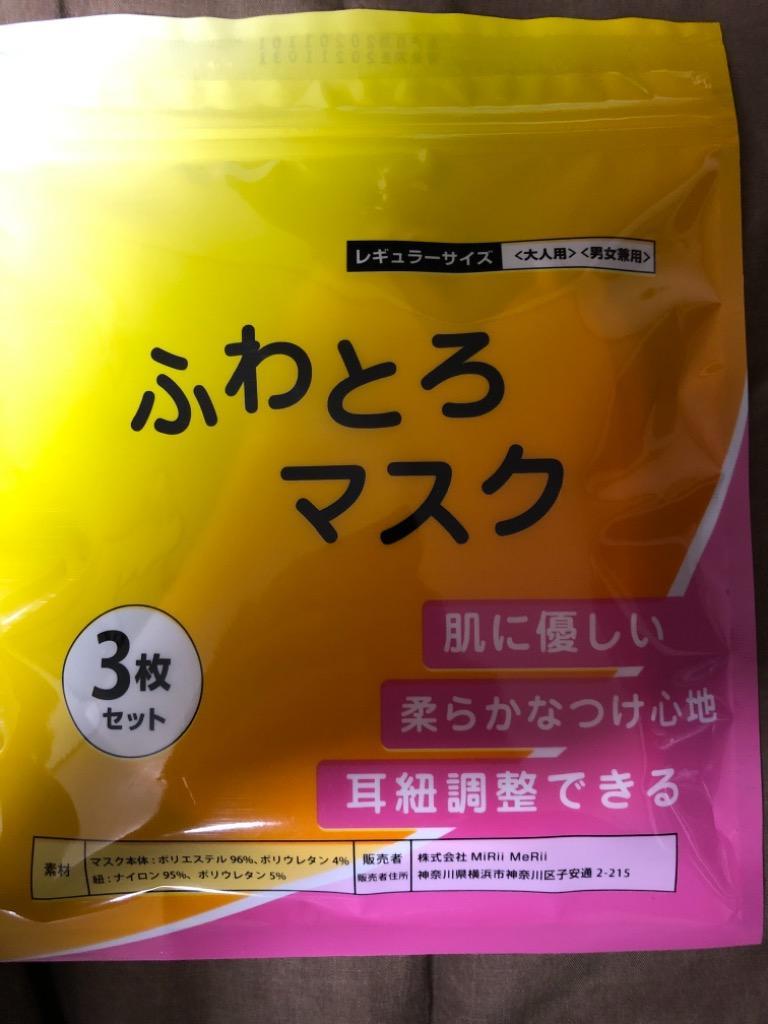 レギュラーサイズ <大人用> <男女兼用>
ふわとろ
マスク
3枚
セット
肌に優しい
柔らかなつけ心地
耳紐調整できる
素材
マスク本体:ポリエステル 96%、ポリウレタン 4%
紐:ナイロン 95%、ポリウレタン 5%
販売者 株式会社 MiRii MeRii
販売者住所 神奈川県横浜市神奈川区子安通 2-215